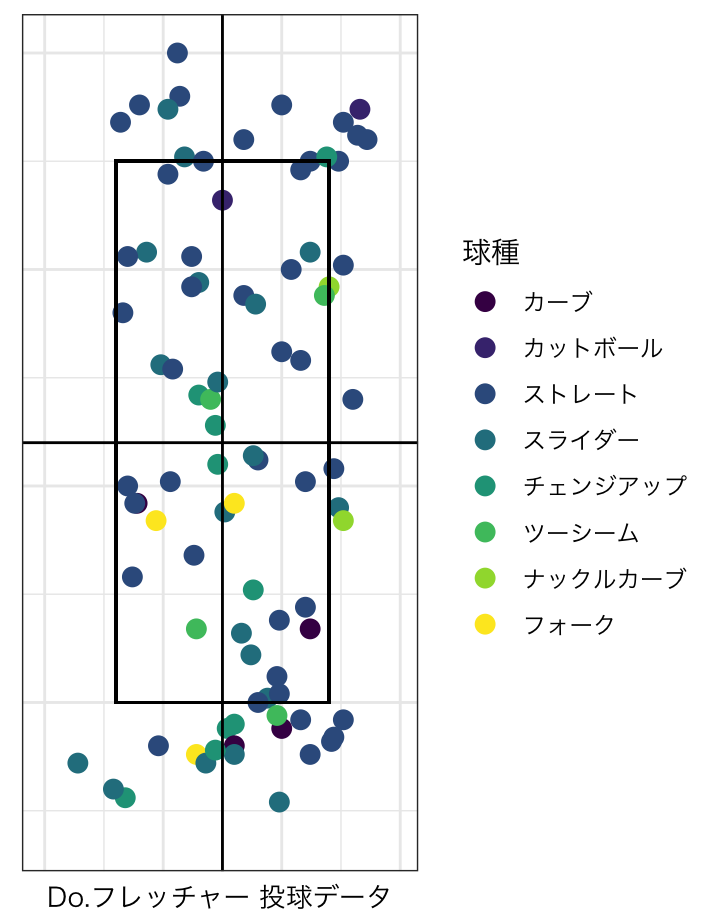 球種
カーブ
カットボール
ストレート
スライダー
チェンジアップ
ツーシーム
ナックルカーブ
フォーク
Do.フレッチャー 投球データ